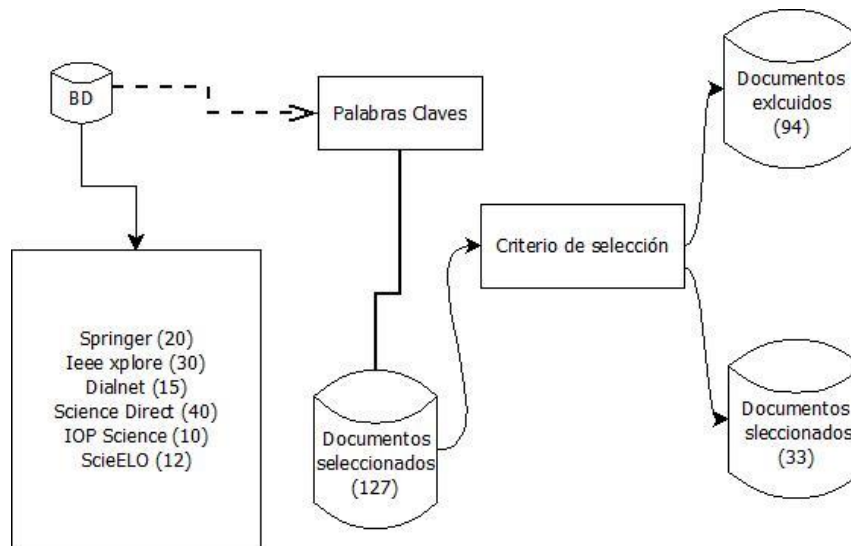 BD
Palabras Claves
Springer (20)
Ieee xplore (30)
Dialnet (15)
Science Direct (40)
IOP Science (10)
ScieELO (12)
Documentos
seleccionados
(127)
Criterio de selección
Documentos
exlcuidos
(94)
Documentos
sleccionados
(33)